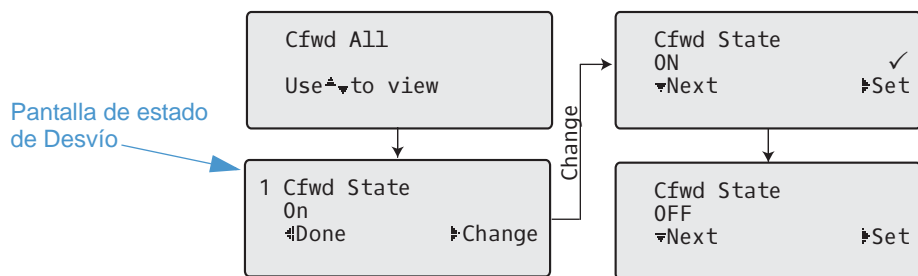 Cfwd All
Use▲▼to view
Pantalla de estado
de Desvío
1 Cfwd State
On
◀Done ▶Change
Change
Cfwd State
ON ✓
▼Next ▶Set
Cfwd State
OFF
▼Next ▶Set